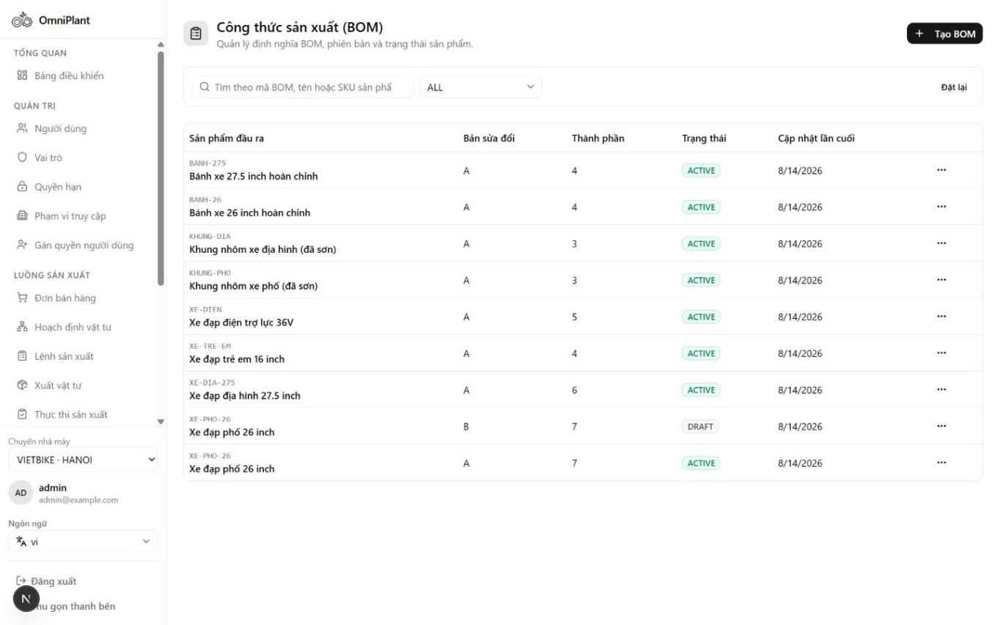 OmniPlant
TỔNG QUAN
Bảng điều khiển
QUẢN TRỊ
Người dùng
Vai trò
Quyền hạn
Phạm vi truy cập
Gán quyền người dùng
LUỒNG SẢN XUẤT
Đơn bán hàng
Hoạch định vật tư
Lệnh sản xuất
Xuất vật tư
Thực thi sản xuất
Chuyển nhà máy
VIETBIKE · HANOI
AD
admin
admin@example.com
Ngôn ngữ
vi
Đăng xuất
N
hu gọn thanh bên
Công thức sản xuất (BOM)
Quản lý định nghĩa BOM, phiên bản và trạng thái sản phẩm.
+ Tạo BOM
Tìm theo mã BOM, tên hoặc SKU sản phẩ
ALL
Đặt lại
Sản phẩm đầu ra Bản sửa đổi Thành phần Trạng thái Cập nhật lần cuối
BANH-275
Bánh xe 27.5 inch hoàn chỉnh A 4 ACTIVE 8/14/2026 ...
BANH-26
Bánh xe 26 inch hoàn chỉnh A 4 ACTIVE 8/14/2026 ...
KHUNG-DIA
Khung nhôm xe địa hình (đã sơn) A 3 ACTIVE 8/14/2026 ...
KHUNG-PHO
Khung nhôm xe phố (đã sơn) A 3 ACTIVE 8/14/2026 ...
XE-DIEN
Xe đạp điện trợ lực 36V A 5 ACTIVE 8/14/2026 ...
XE-TRE-EM
Xe đạp trẻ em 16 inch A 4 ACTIVE 8/14/2026 ...
XE-DIA-275
Xe đạp địa hình 27.5 inch A 6 ACTIVE 8/14/2026 ...
XE-PHO-26
Xe đạp phố 26 inch B 7 DRAFT 8/14/2026 ...
XE-PHO-26
Xe đạp phố 26 inch A 7 ACTIVE 8/14/2026 ...